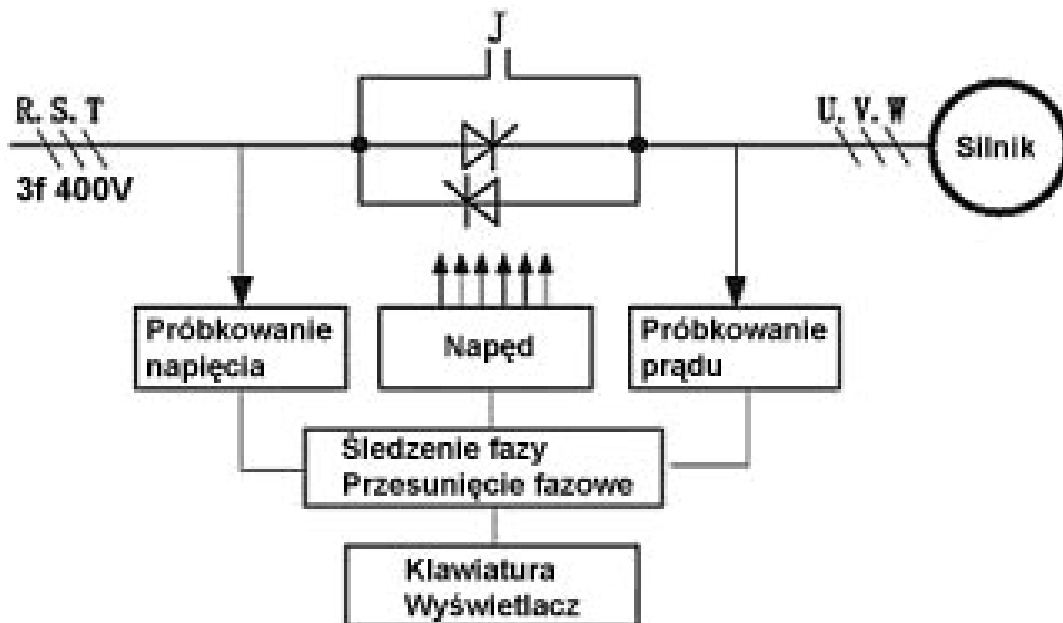 J
R. S. T
U. V. W
Silnik
3f 400V
Próbkowanie
napięcia
Napęd
Próbkowanie
prądu
Śledzenie fazy
Przesunięcie fazowe
Klawiatura
Wyświetlacz